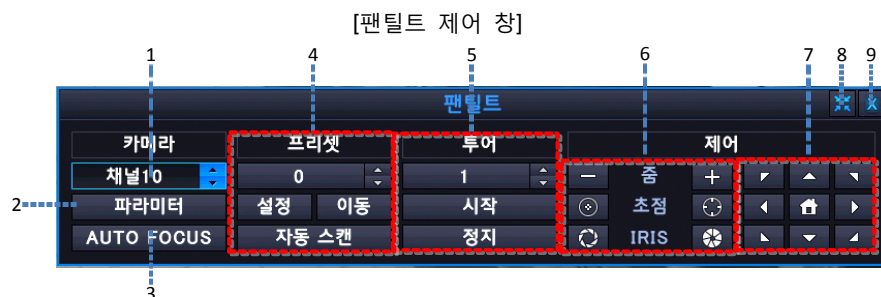 [팬틸트 제어 창]
1 4 5 6 7 8 9
팬틸트 X
카메라 프리셋 투어 제어
채널10 0 1 － 줌 ＋
2 파라미터 설정 이동 시작 초점
AUTO FOCUS 자동 스캔 정지 IRIS
3